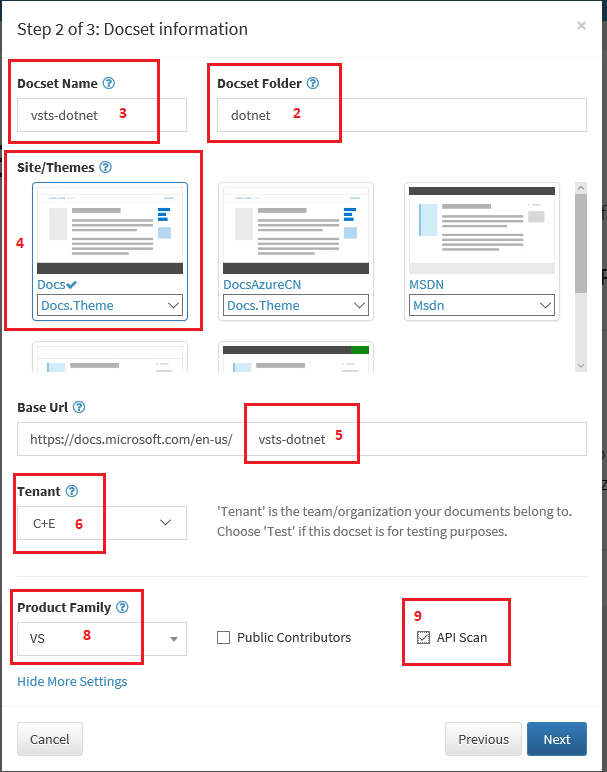 Step 2 of 3: Docset information ×
Docset Name ? Docset Folder ?
vsts-dotnet 3 dotnet 2
Site/Themes ?
4
Docs DocsAzureCN MSDN
Docs.Theme Docs.Theme Msdn
Base Url ?
https://docs.microsoft.com/en-us/ vsts-dotnet 5
Tenant ?
C+E 6 'Tenant' is the team/organization your documents belong to.
Choose 'Test' if this docset is for testing purposes.
Product Family ? 9
VS 8 Public Contributors API Scan
Hide More Settings
Cancel Previous Next